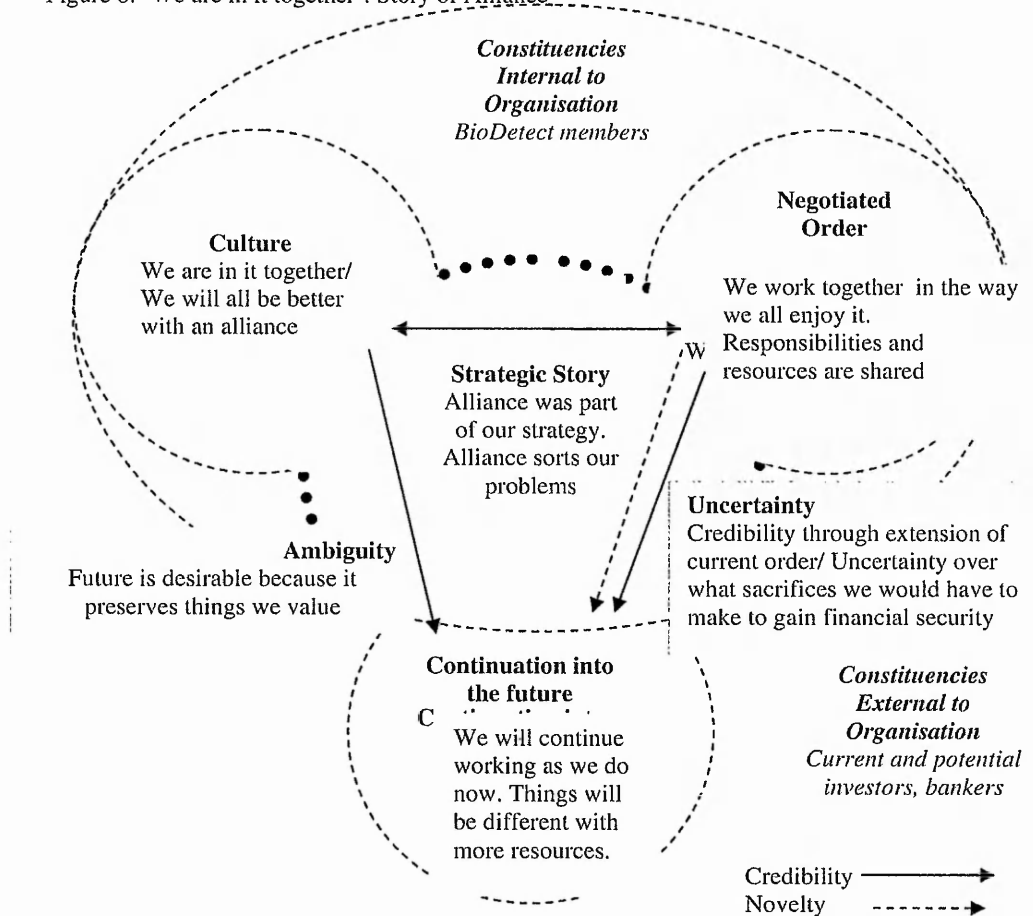 Constituencies
Internal to
Organisation
BioDetect members
Negotiated
Order
Culture
We are in it together/
We will all be better
with an alliance
We work together in the way
we all enjoy it.
Responsibilities and
resources are shared
W
Strategic Story
Alliance was part
of our strategy.
Alliance sorts our
problems
Uncertainty
Credibility through extension of
current order/ Uncertainty over
what sacrifices we would have to
make to gain financial security
Ambiguity
Future is desirable because it
preserves things we value
Continuation into
the future
C
We will continue
working as we do
now. Things will
be different with
more resources.
Constituencies
External to
Organisation
Current and potential
investors, bankers
Credibility
Novelty